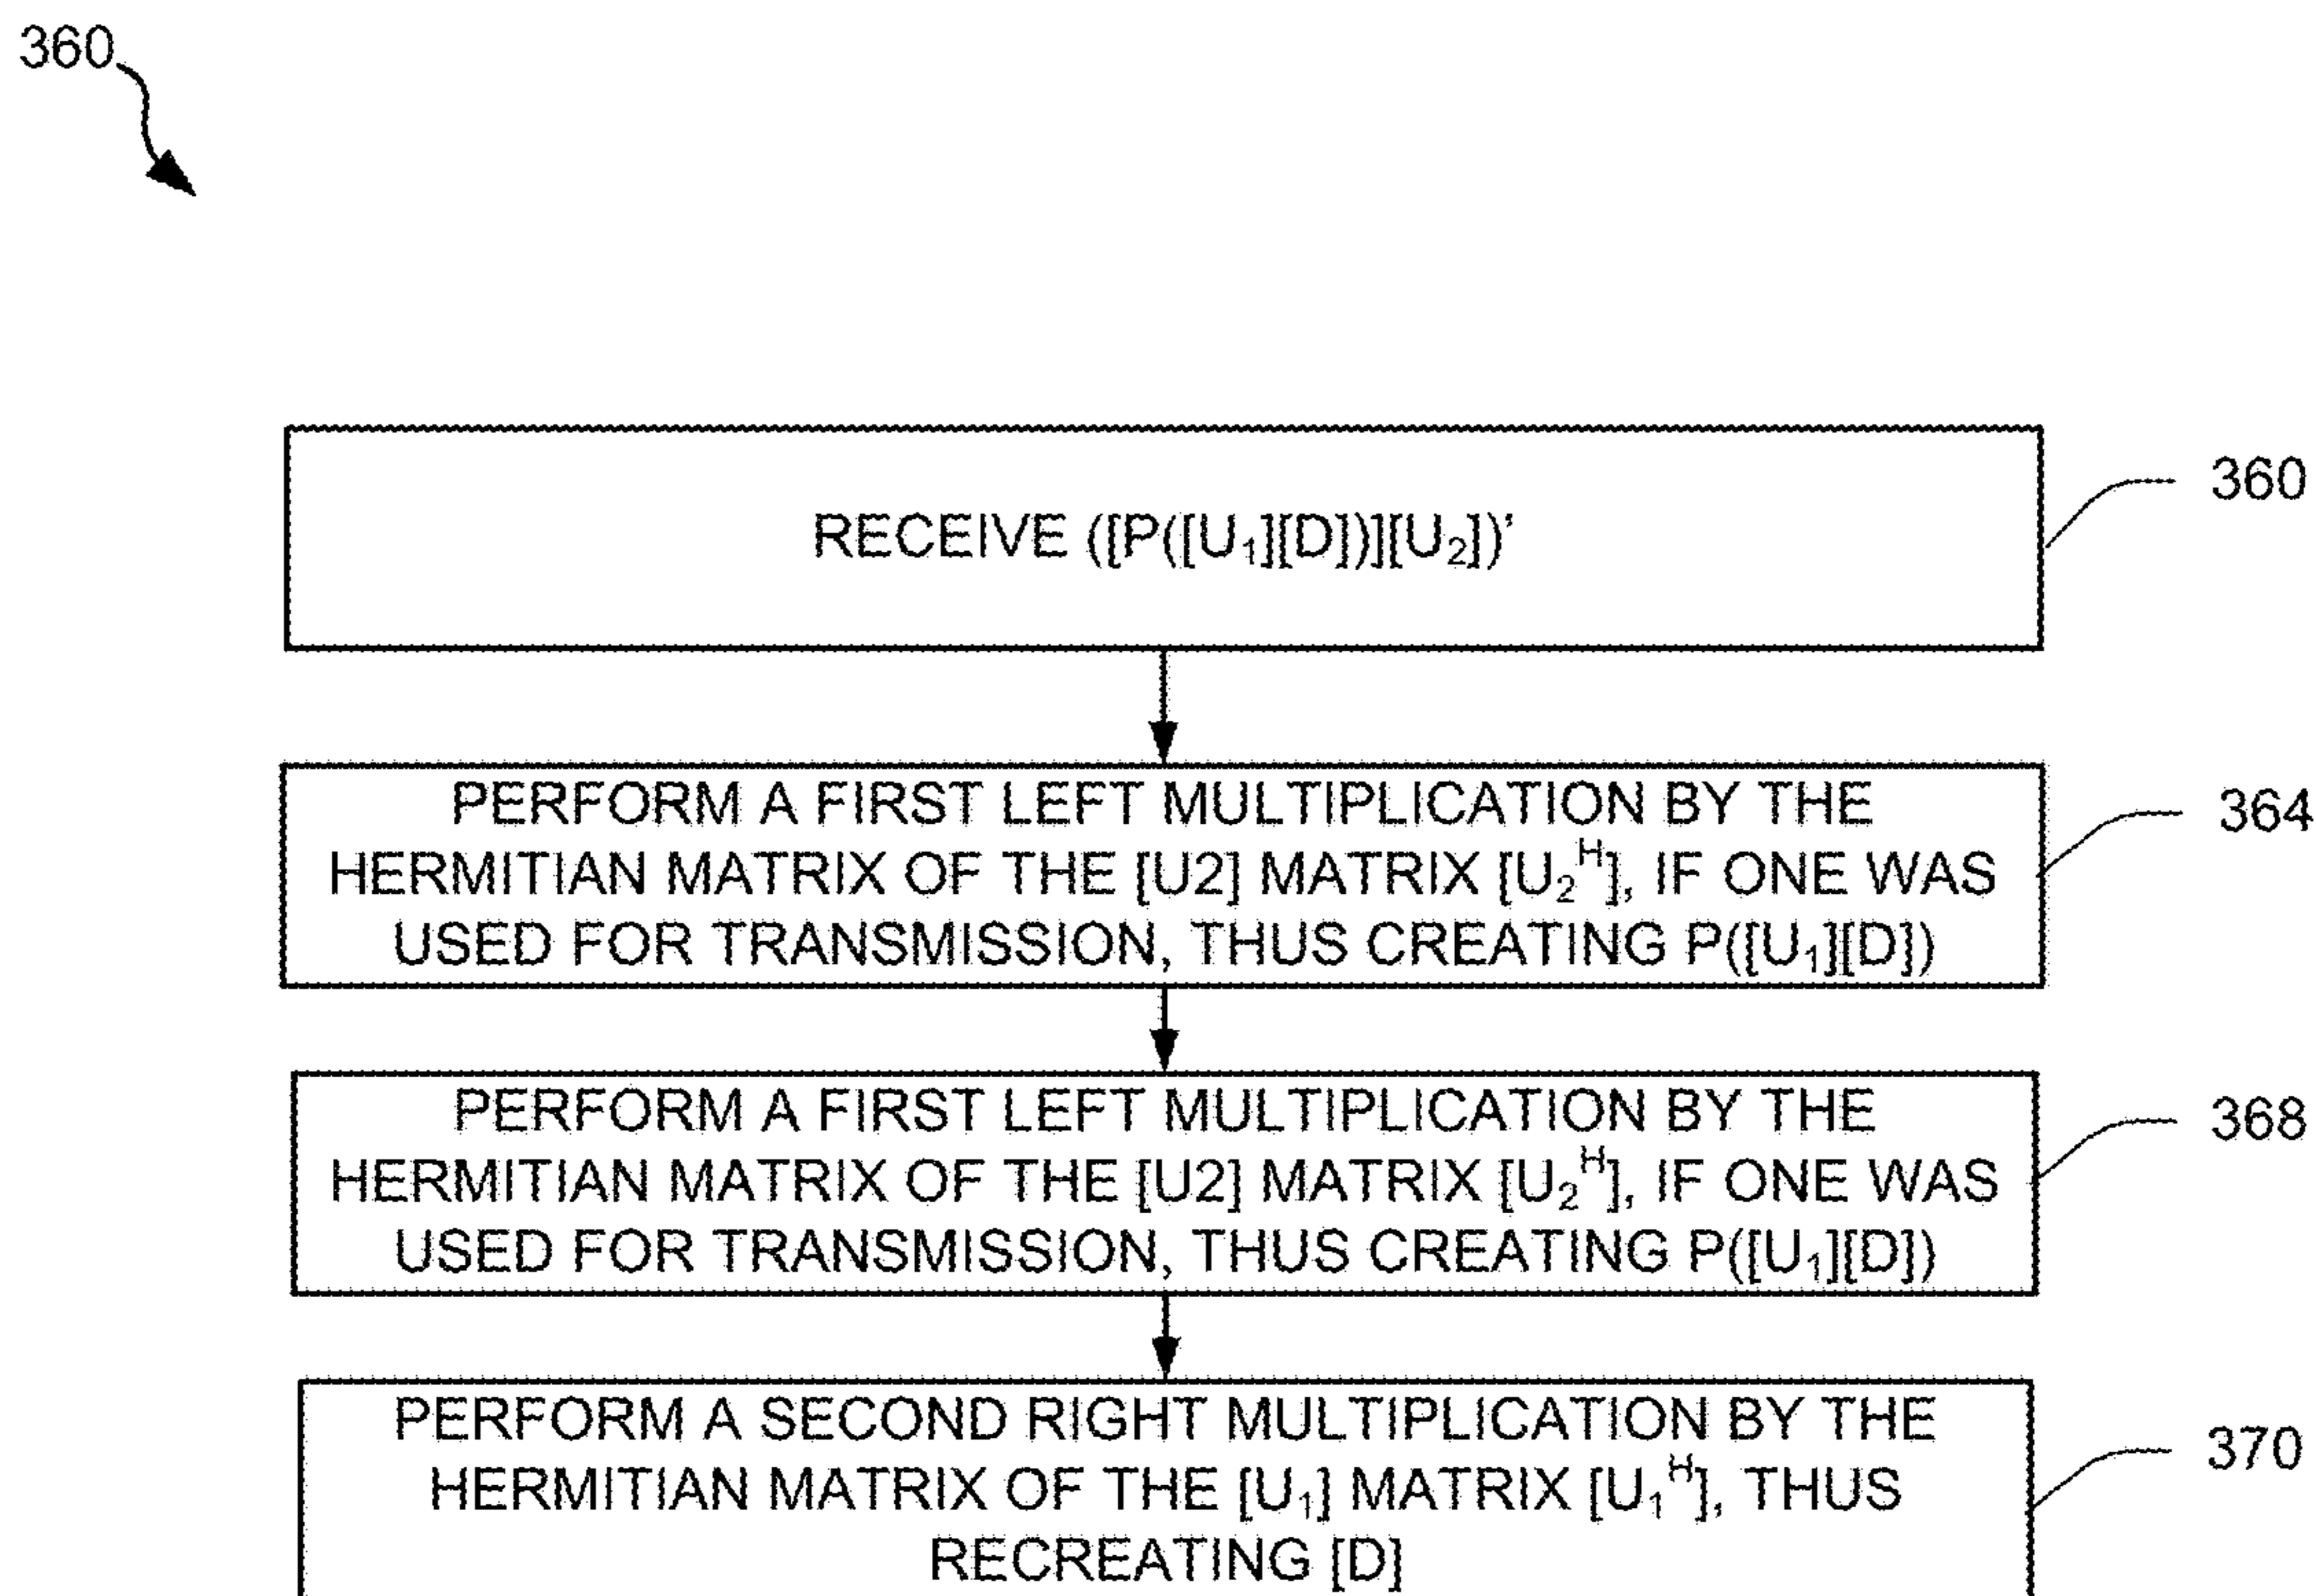 360
RECEIVE ([P([U₁][D])][U₂])'
360
PERFORM A FIRST LEFT MULTIPLICATION BY THE
HERMITIAN MATRIX OF THE [U2] MATRIX [U₂ᴴ], IF ONE WAS
USED FOR TRANSMISSION, THUS CREATING P([U₁][D])
364
PERFORM A FIRST LEFT MULTIPLICATION BY THE
HERMITIAN MATRIX OF THE [U2] MATRIX [U₂ᴴ], IF ONE WAS
USED FOR TRANSMISSION, THUS CREATING P([U₁][D])
368
PERFORM A SECOND RIGHT MULTIPLICATION BY THE
HERMITIAN MATRIX OF THE [U₁] MATRIX [U₁ᴴ], THUS
RECREATING [D]
370